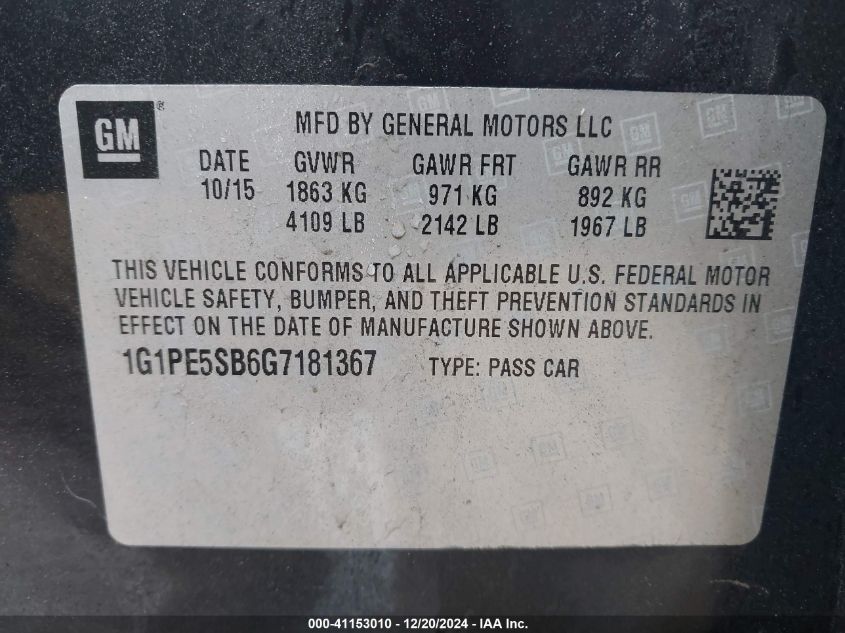 GM®
MFD BY GENERAL MOTORS LLC
DATE GVWR GAWR FRT GAWR RR
10/15 1863 KG 971 KG 892 KG
4109 LB 2142 LB 1967 LB
THIS VEHICLE CONFORMS TO ALL APPLICABLE U.S. FEDERAL MOTOR
VEHICLE SAFETY, BUMPER, AND THEFT PREVENTION STANDARDS IN
EFFECT ON THE DATE OF MANUFACTURE SHOWN ABOVE.
1G1PE5SB6G7181367 TYPE: PASS CAR
000-41153010 - 12/20/2024 - IAA Inc.